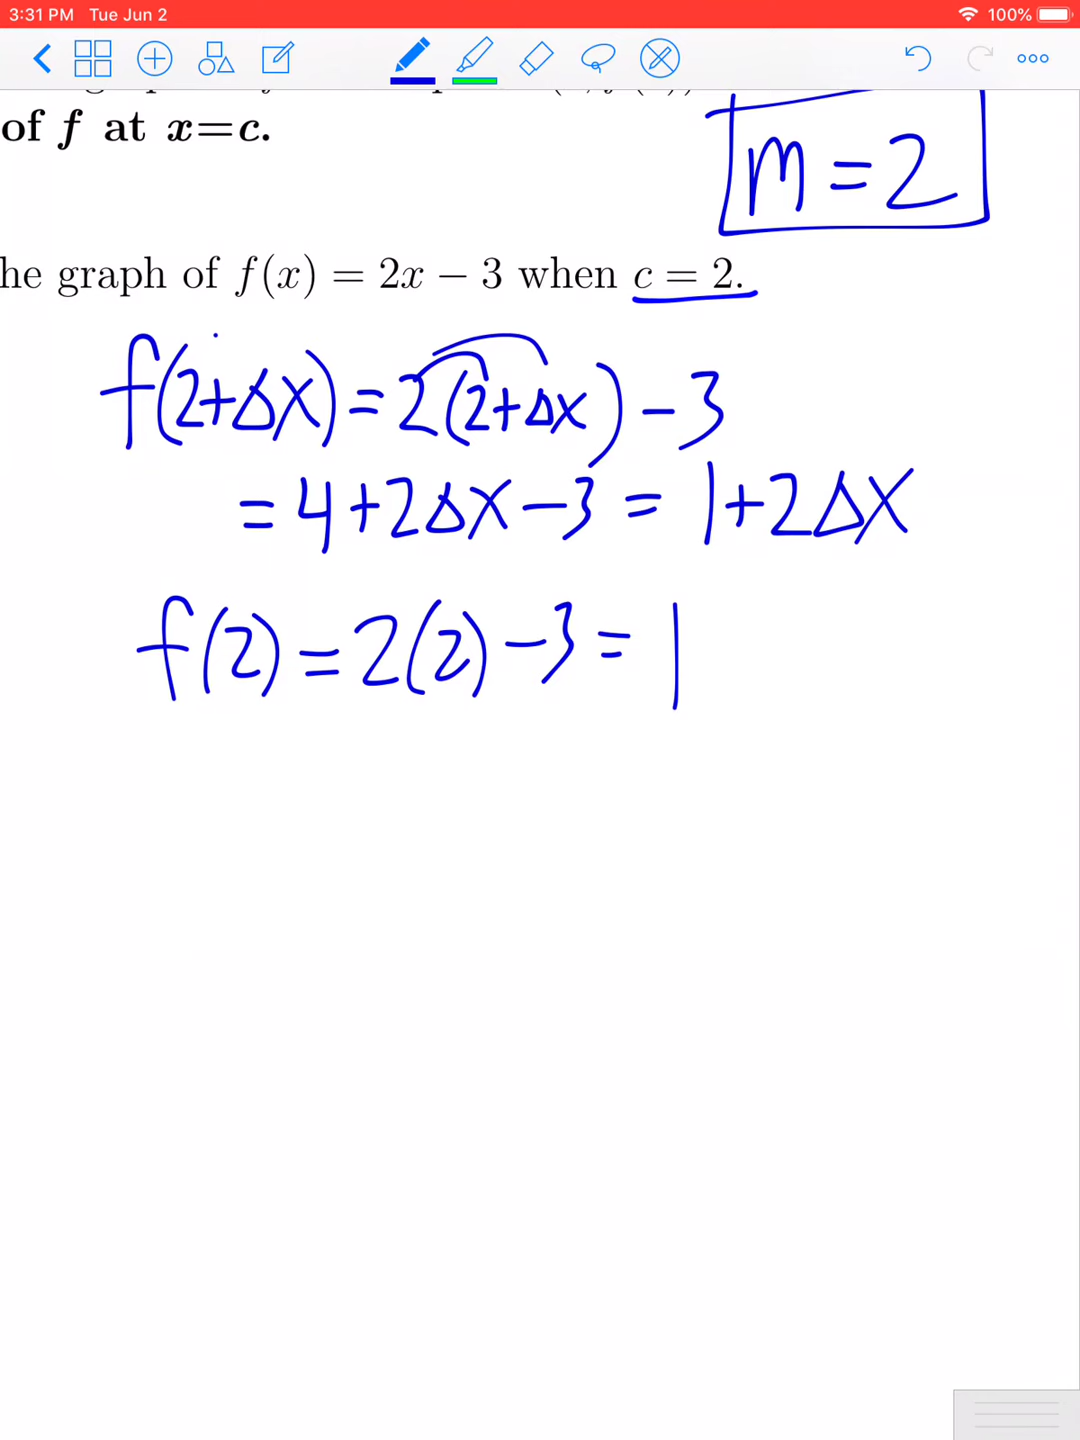 3:31 PM Tue Jun 2 100%
of f at x=c.
m = 2
he graph of f(x) = 2x − 3 when c = 2.
f(2+Δx) = 2(2+Δx) − 3
= 4+2Δx−3 = 1+2Δx
f(2) = 2(2) −3 = 1